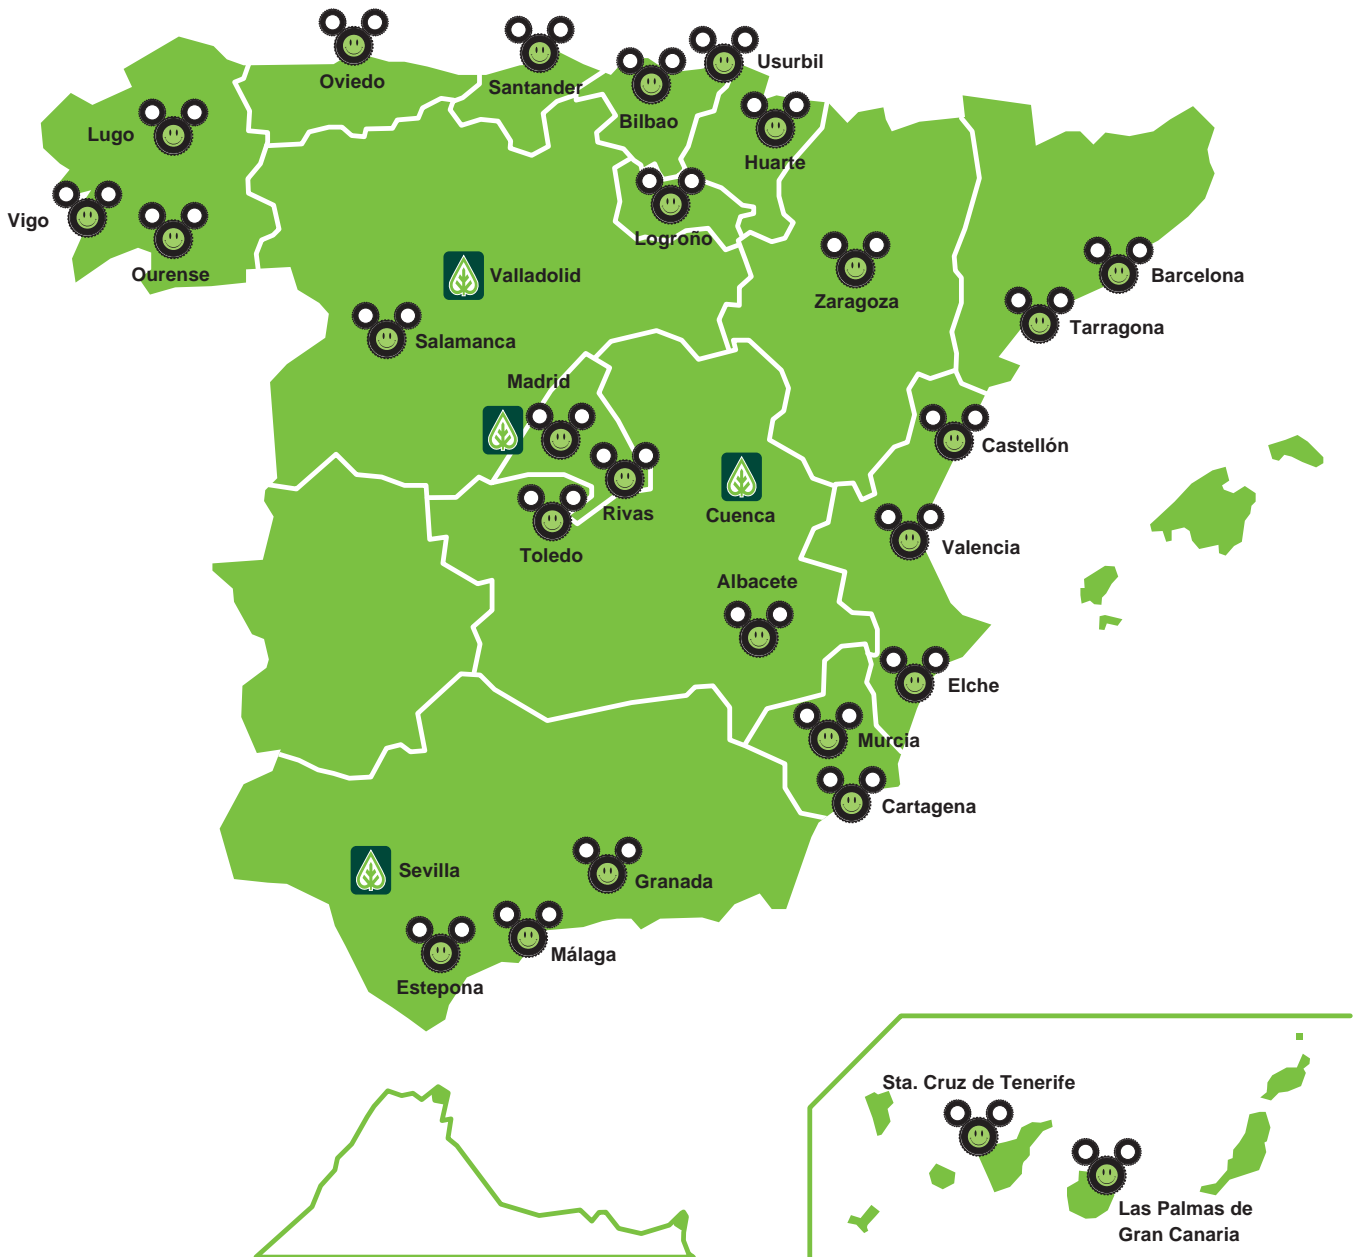 Oviedo
Santander
Usurbil
Bilbao
Lugo
Huarte
Vigo
Logroño
Ourense
Valladolid
Zaragoza
Barcelona
Tarragona
Salamanca
Madrid
Castellón
Rivas
Cuenca
Toledo
Valencia
Albacete
Elche
Murcia
Cartagena
Sevilla
Granada
Málaga
Estepona
Sta. Cruz de Tenerife
Las Palmas de
Gran Canaria